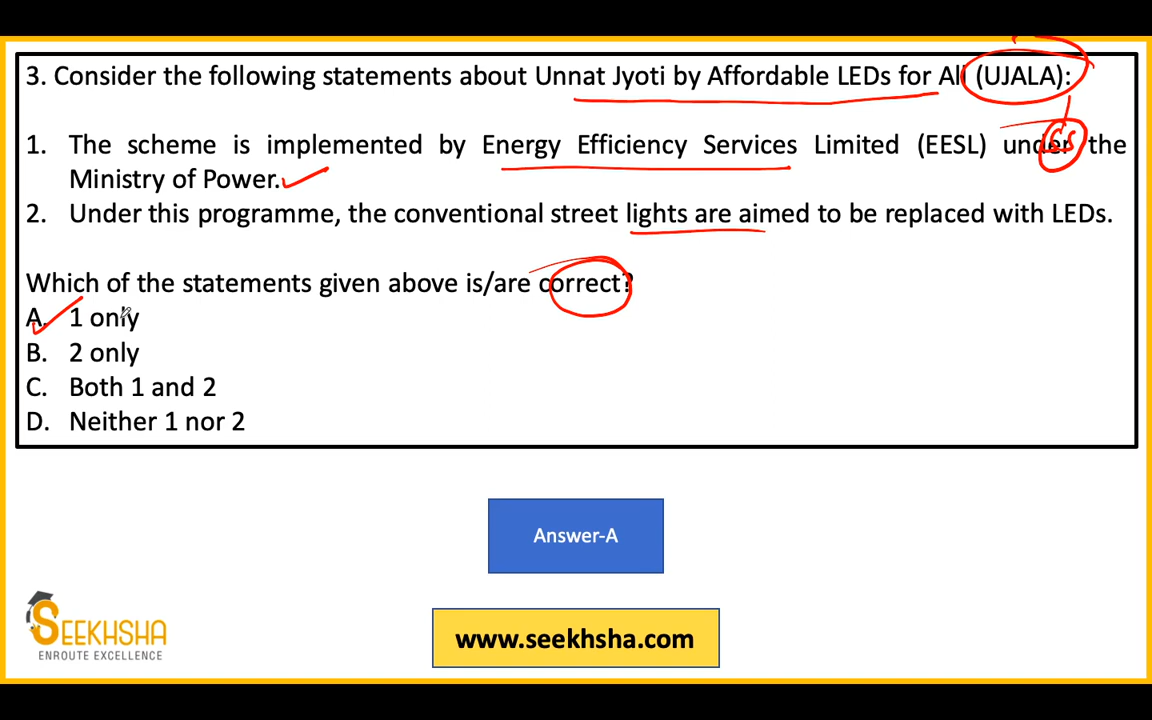 3. Consider the following statements about Unnat Jyoti by Affordable LEDs for All (UJALA):
1. The scheme is implemented by Energy Efficiency Services Limited (EESL) under the
Ministry of Power.
2. Under this programme, the conventional street lights are aimed to be replaced with LEDs.
Which of the statements given above is/are correct?
A. 1 only
B. 2 only
C. Both 1 and 2
D. Neither 1 nor 2
Answer-A
SEEKHSHA
ENROUTE EXCELLENCE
www.seekhsha.com